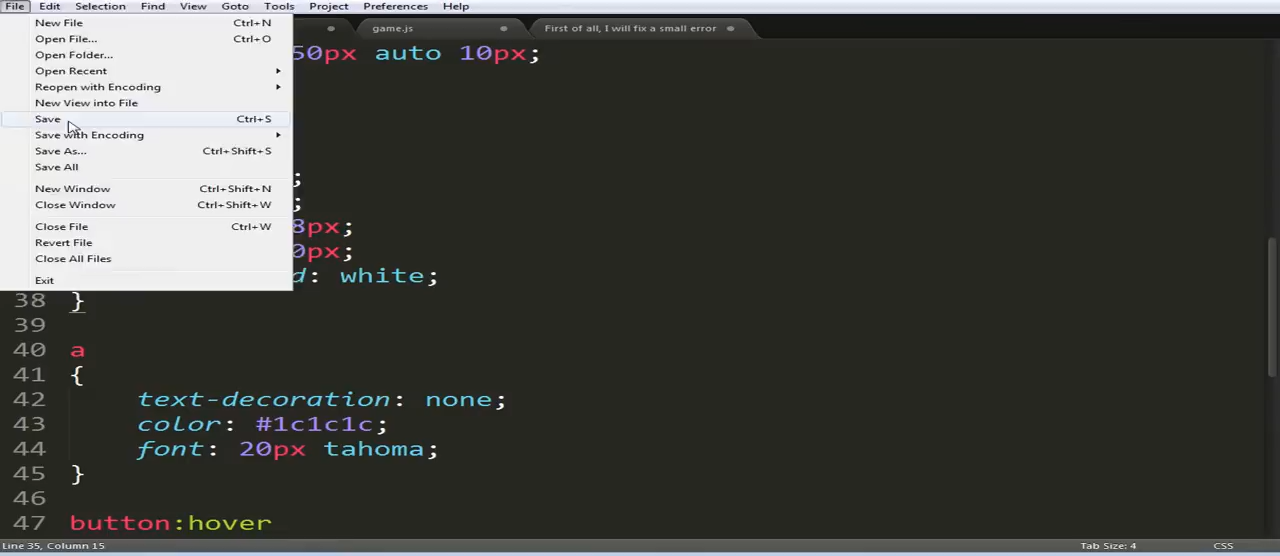 File Edit Selection Find View Goto Tools Project Preferences Help
New File Ctrl+N
game.js
First of all, I will fix a small error
Open File... Ctrl+O
50px auto 10px;
Open Folder...
Open Recent
Reopen with Encoding
New View into File
Save Ctrl+S
Save with Encoding
Save As... Ctrl+Shift+S
Save All
;
New Window Ctrl+Shift+N
Close Window Ctrl+Shift+W
;
Close File Ctrl+W
8px;
Revert File
0px;
Close All Files
Exit
d: white;
38 }
39
40 a
41 {
42 text-decoration: none;
43 color: #1c1c1c;
44 font: 20px tahoma;
45 }
46
47 button:hover
Line 35, Column 15 Tab Size: 4 CSS